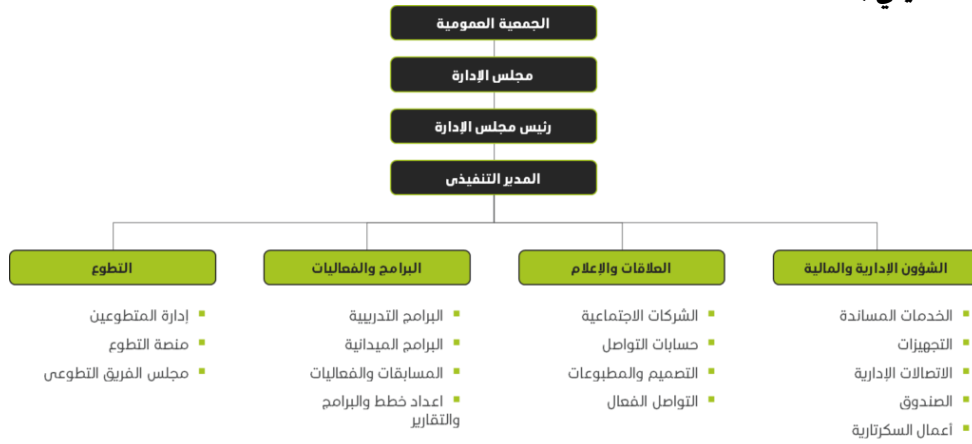 الجمعية العمومية
مجلس الإدارة
رئيس مجلس الإدارة
المدير التنفيذي
الشؤون الإدارية والمالية
الخدمات المساندة
التجهيزات
الاتصالات الإدارية
الصندوق
أعمال السكرتارية
العلاقات والإعلام
الشركات الاجتماعية
حسابات التواصل
التصميم والمطبوعات
التواصل الفعال
البرامج والفعاليات
البرامج التدريبية
البرامج الميدانية
المسابقات والفعاليات
اعداد خطط والبرامج
والتقارير
التطوع
إدارة المتطوعين
منصة التطوع
مجلس الفريق التطوعي